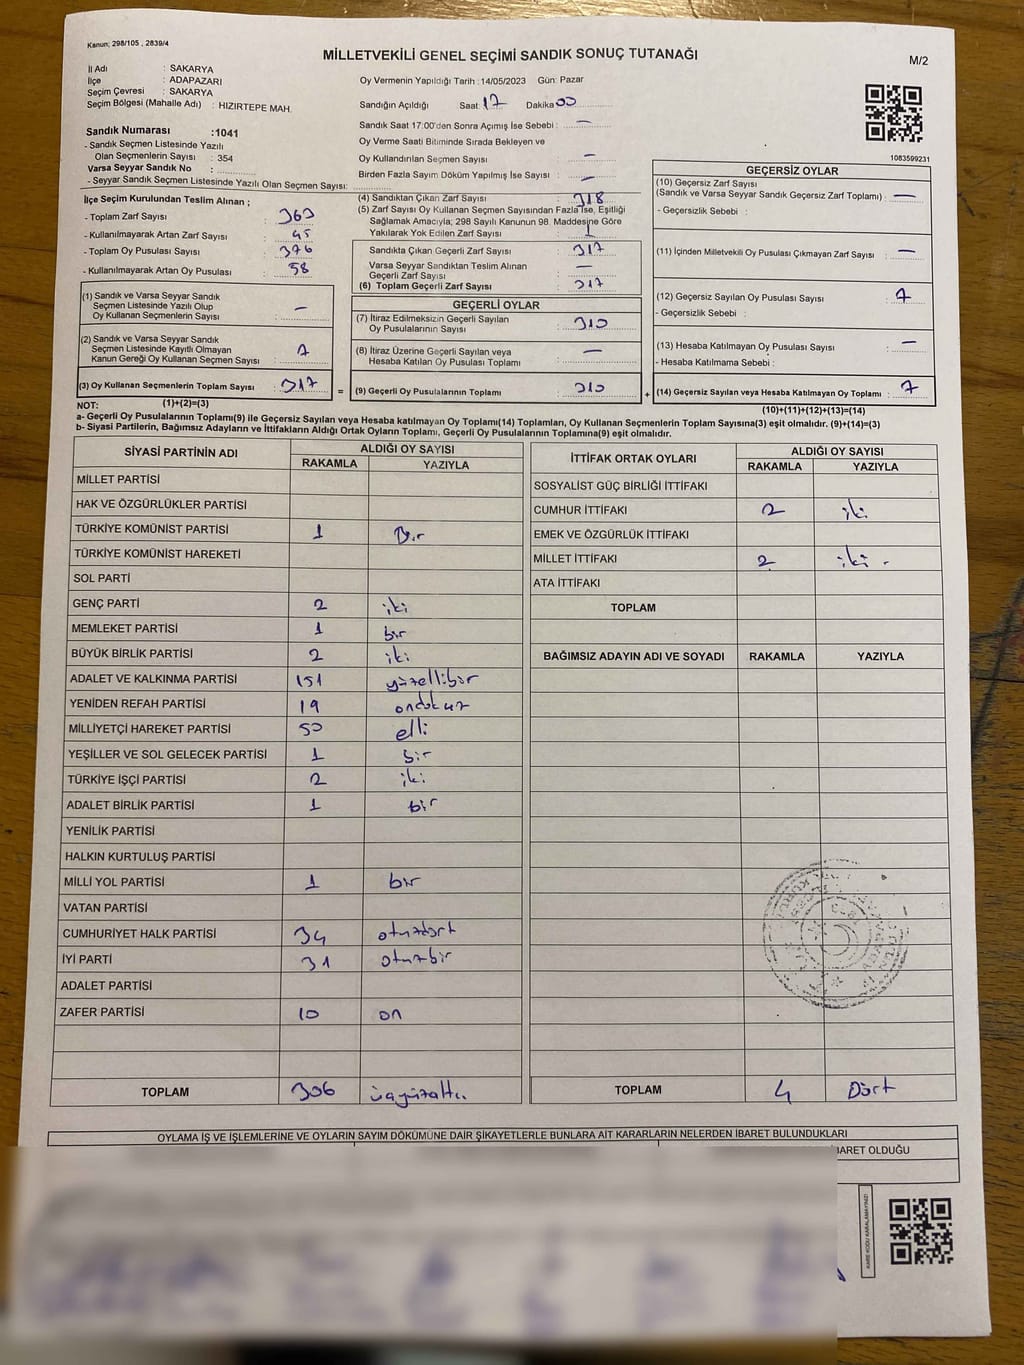 Kanun; 298/105 , 2839/4
MİLLETVEKİLİ GENEL SEÇİMİ SANDIK SONUÇ TUTANAĞI
M/2
İl Adı : SAKARYA
İlçe : ADAPAZARI
Seçim Çevresi : SAKARYA
Seçim Bölgesi (Mahalle Adı) : HIZIRTEPE MAH.
Sandık Numarası :1041
- Sandık Seçmen Listesinde Yazılı
Olan Seçmenlerin Sayısı : 354
Varsa Seyyar Sandık No :
- Seyyar Sandık Seçmen Listesinde Yazılı Olan Seçmen Sayısı:
Oy Vermenin Yapıldığı Tarih :14/05/2023 Gün: Pazar
Sandığın Açıldığı Saat 17 Dakika 00
Sandık Saat 17:00'den Sonra Açımış İse Sebebi : —
Oy Verme Saati Bitiminde Sırada Bekleyen ve
Oy Kullandırılan Seçmen Sayısı —
Birden Fazla Sayım Döküm Yapılmış İse Sayısı : —
1083599231
İlçe Seçim Kurulundan Teslim Alınan ;
- Toplam Zarf Sayısı : 363
- Kullanılmayarak Artan Zarf Sayısı : 45
- Toplam Oy Pusulası Sayısı : 376
- Kullanılmayarak Artan Oy Pusulası : 58
(4) Sandıktan Çıkan Zarf Sayısı : 318
(5) Zarf Sayısı Oy Kullanan Seçmen Sayısından Fazla İse, Eşitliği
Sağlamak Amacıyla; 298 Sayılı Kanunun 98. Maddesine Göre
Yakılarak Yok Edilen Zarf Sayısı : 1
Sandıkta Çıkan Geçerli Zarf Sayısı : 317
Varsa Seyyar Sandıktan Teslim Alınan
Geçerli Zarf Sayısı : —
(6) Toplam Geçerli Zarf Sayısı : 317
GEÇERSİZ OYLAR
(10) Geçersiz Zarf Sayısı
(Sandık ve Varsa Seyyar Sandık Geçersiz Zarf Toplamı) : —
- Geçersizlik Sebebi :
(11) İçinden Milletvekili Oy Pusulası Çıkmayan Zarf Sayısı : —
(12) Geçersiz Sayılan Oy Pusulası Sayısı : 7
- Geçersizlik Sebebi :
(13) Hesaba Katılmayan Oy Pusulası Sayısı : —
- Hesaba Katılmama Sebebi :
(14) Geçersiz Sayılan veya Hesaba Katılmayan Oy Toplamı : 7
(10)+(11)+(12)+(13)=(14)
(1) Sandık ve Varsa Seyyar Sandık
Seçmen Listesinde Yazılı Olup
Oy Kullanan Seçmenlerin Sayısı : —
(2) Sandık ve Varsa Seyyar Sandık
Seçmen Listesinde Kayıtlı Olmayan
Kanun Gereği Oy Kullanan Seçmen Sayısı : 7
(3) Oy Kullanan Seçmenlerin Toplam Sayısı : 317 =
(1)+(2)=(3)
GEÇERLİ OYLAR
(7) İtiraz Edilmeksizin Geçerli Sayılan
Oy Pusulalarının Sayısı : 310
(8) İtiraz Üzerine Geçerli Sayılan veya
Hesaba Katılan Oy Pusulası Toplamı : —
(9) Geçerli Oy Pusulalarının Toplamı : 310 +
NOT:
a- Geçerli Oy Pusulalarının Toplamı(9) ile Geçersiz Sayılan veya Hesaba katılmayan Oy Toplamı(14) Toplamları, Oy Kullanan Seçmenlerin Toplam Sayısına(3) eşit olmalıdır. (9)+(14)=(3)
b- Siyasi Partilerin, Bağımsız Adayların ve İttifakların Aldığı Ortak Oyların Toplamı, Geçerli Oy Pusulalarının Toplamına(9) eşit olmalıdır.
SİYASİ PARTİNİN ADI ALDIĞI OY SAYISI
RAKAMLA YAZIYLA
MİLLET PARTİSİ
HAK VE ÖZGÜRLÜKLER PARTİSİ
TÜRKİYE KOMÜNİST PARTİSİ 1 Bir
TÜRKİYE KOMÜNİST HAREKETİ
SOL PARTİ
GENÇ PARTİ 2 iki
MEMLEKET PARTİSİ 1 bir
BÜYÜK BİRLİK PARTİSİ 2 iki
ADALET VE KALKINMA PARTİSİ 151 yüzellibir
YENİDEN REFAH PARTİSİ 19 ondokuz
MİLLİYETÇİ HAREKET PARTİSİ 50 elli
YEŞİLLER VE SOL GELECEK PARTİSİ 1 bir
TÜRKİYE İŞÇİ PARTİSİ 2 iki
ADALET BİRLİK PARTİSİ 1 bir
YENİLİK PARTİSİ
HALKIN KURTULUŞ PARTİSİ
MİLLİ YOL PARTİSİ 1 bir
VATAN PARTİSİ
CUMHURİYET HALK PARTİSİ 34 otuzdört
İYİ PARTİ 31 otuzbir
ADALET PARTİSİ
ZAFER PARTİSİ 10 on
TOPLAM 306 üçyüzaltı
İTTİFAK ORTAK OYLARI ALDIĞI OY SAYISI
RAKAMLA YAZIYLA
SOSYALIST GÜÇ BİRLİĞİ İTTİFAKI
CUMHUR İTTİFAKI 2 iki
EMEK VE ÖZGÜRLÜK İTTİFAKI
MİLLET İTTİFAKI 2 iki .
ATA İTTİFAKI
TOPLAM
BAĞIMSIZ ADAYIN ADI VE SOYADI RAKAMLA YAZIYLA
TOPLAM 4 Dört
OYLAMA İŞ VE İŞLEMLERİNE VE OYLARIN SAYIM DÖKÜMÜNE DAİR ŞİKAYETLERLE BUNLARA AİT KARARLARIN NELERDEN İBARET BULUNDUKLARI
İBARET OLDUĞU
KARE KODU KARALAMAYINIZ!